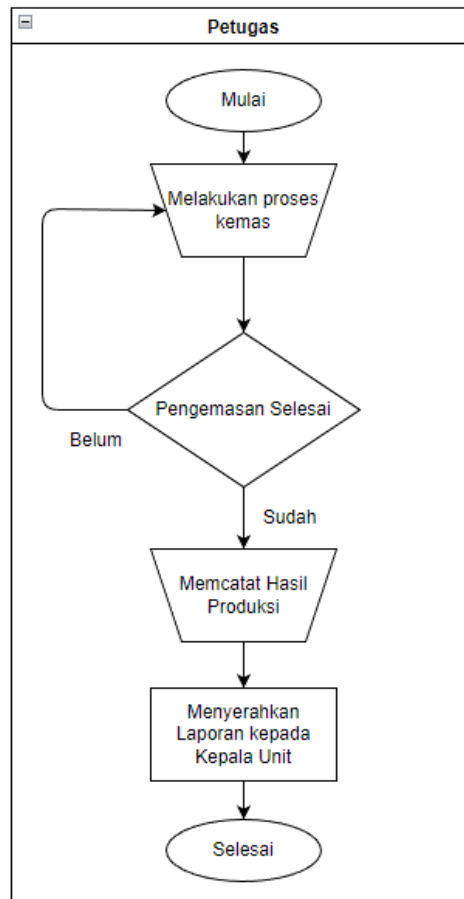 Petugas
Mulai
Melakukan proses
kemas
Pengemasan Selesai
Belum
Sudah
Memcatat Hasil
Produksi
Menyerahkan
Laporan kepada
Kepala Unit
Selesai